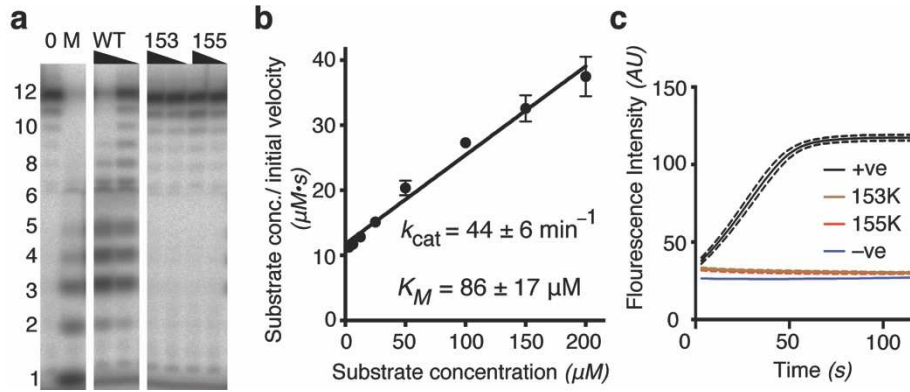 a
0 M WT 153 155
12
10
8
6
5
4
3
2
1
b
Substrate conc./ initial velocity
(µM•s)
40
30
20
10
0
0 50 100 150 200
k_cat = 44 ± 6 min⁻¹
K_M = 86 ± 17 µM
Substrate concentration (µM)
c
Flourescence Intensity (AU)
150
100
50
0
0 50 100
+ve
153K
155K
–ve
Time (s)